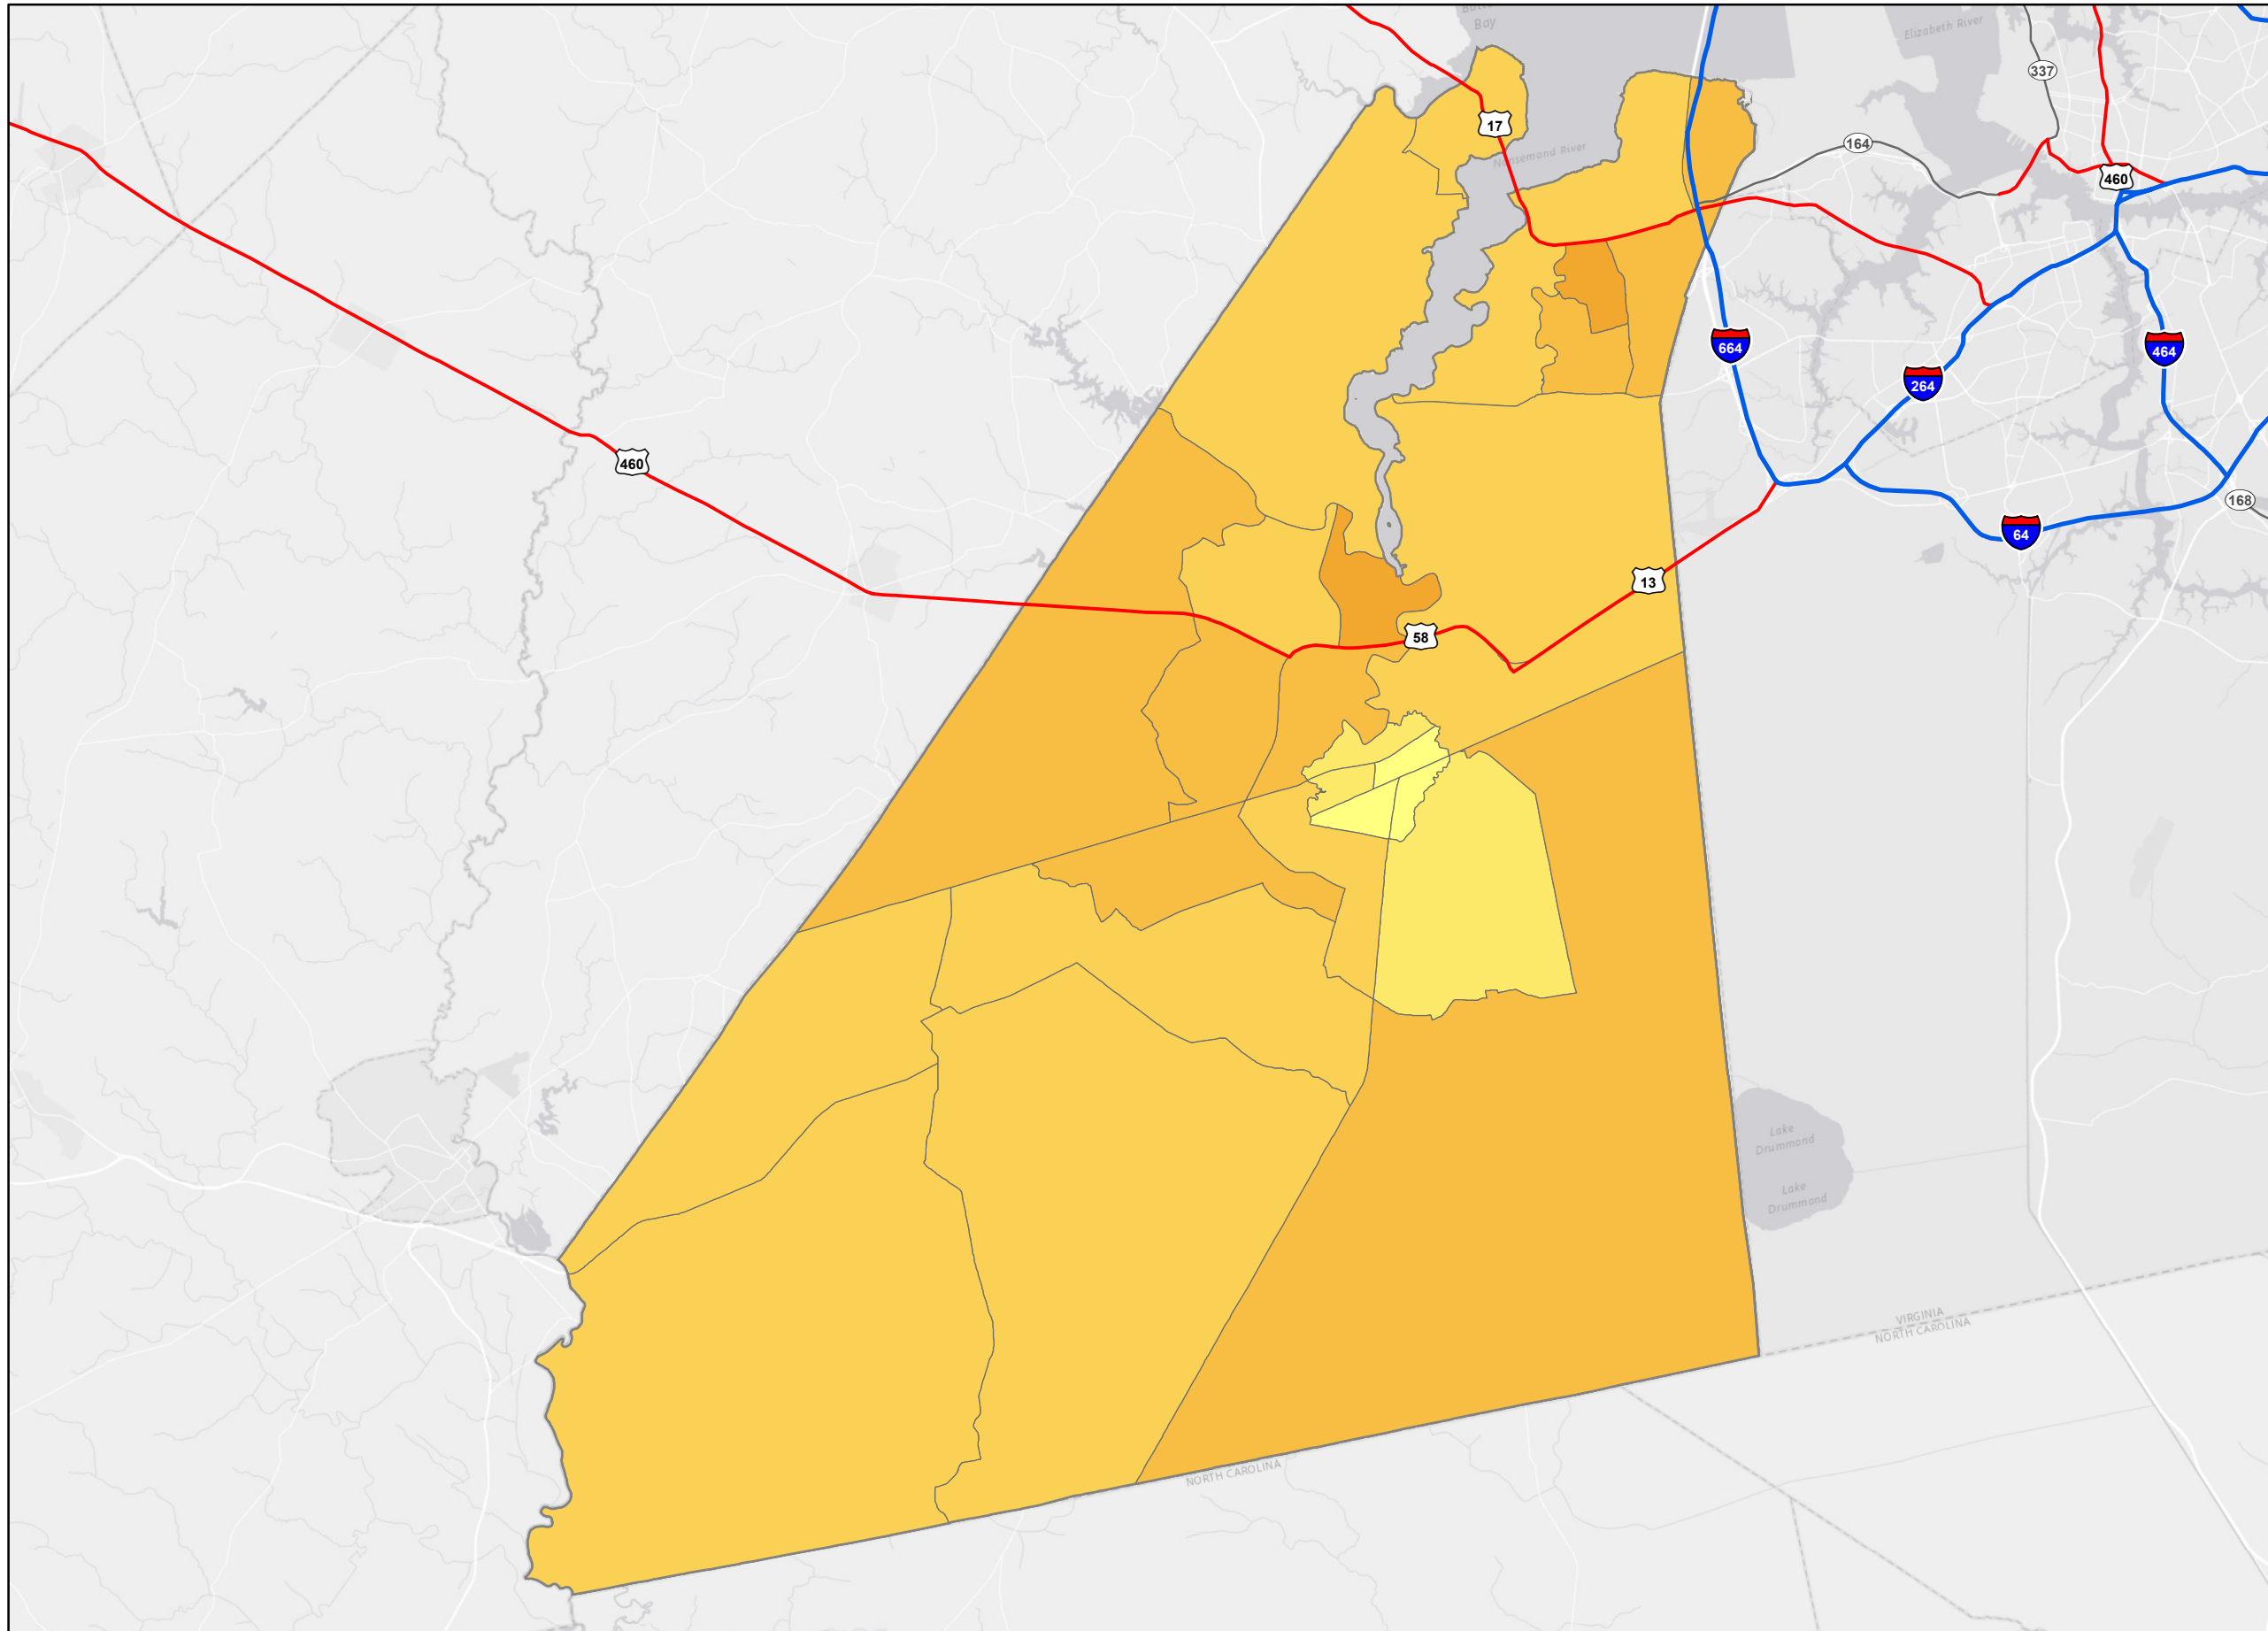 Bay
Elizabeth River
337
17
Nansemond River
164
460
664
264
464
460
168
64
13
58
Lake
Drummond
Lake
Drummond
VIRGINIA
NORTH CAROLINA
NORTH CAROLINA